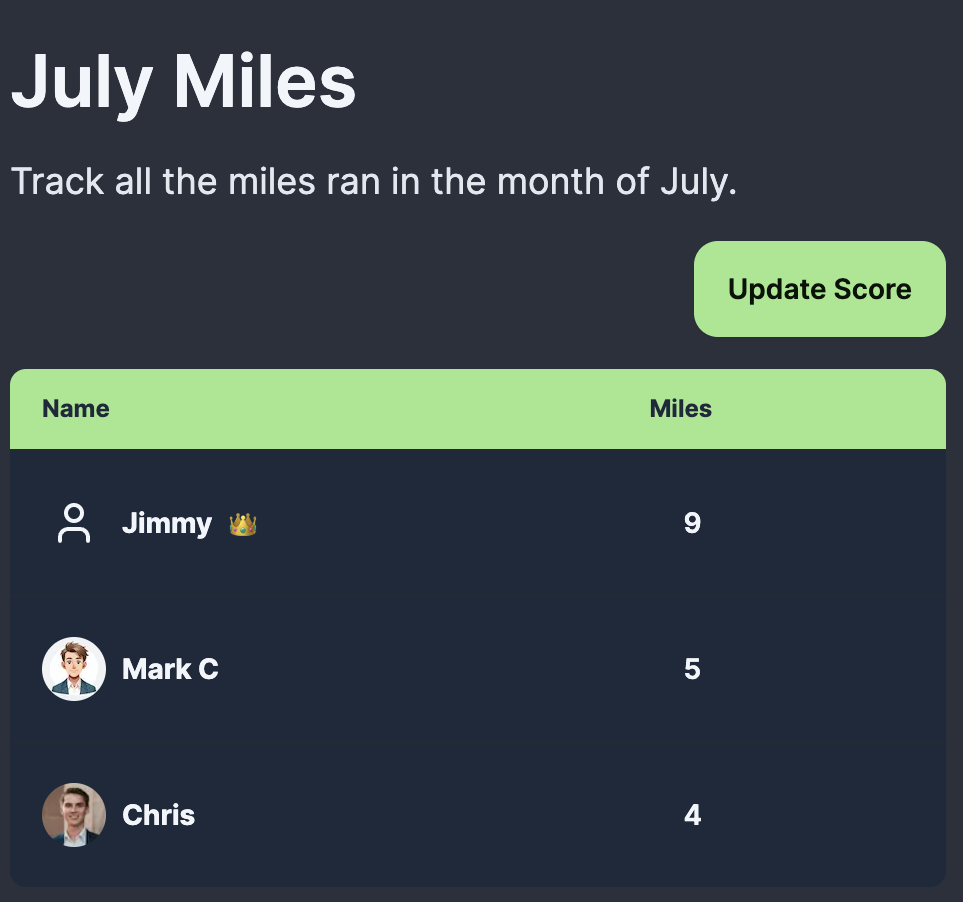 July Miles
Track all the miles ran in the month of July.
Update Score
Name Miles
Jimmy 👑 9
Mark C 5
Chris 4